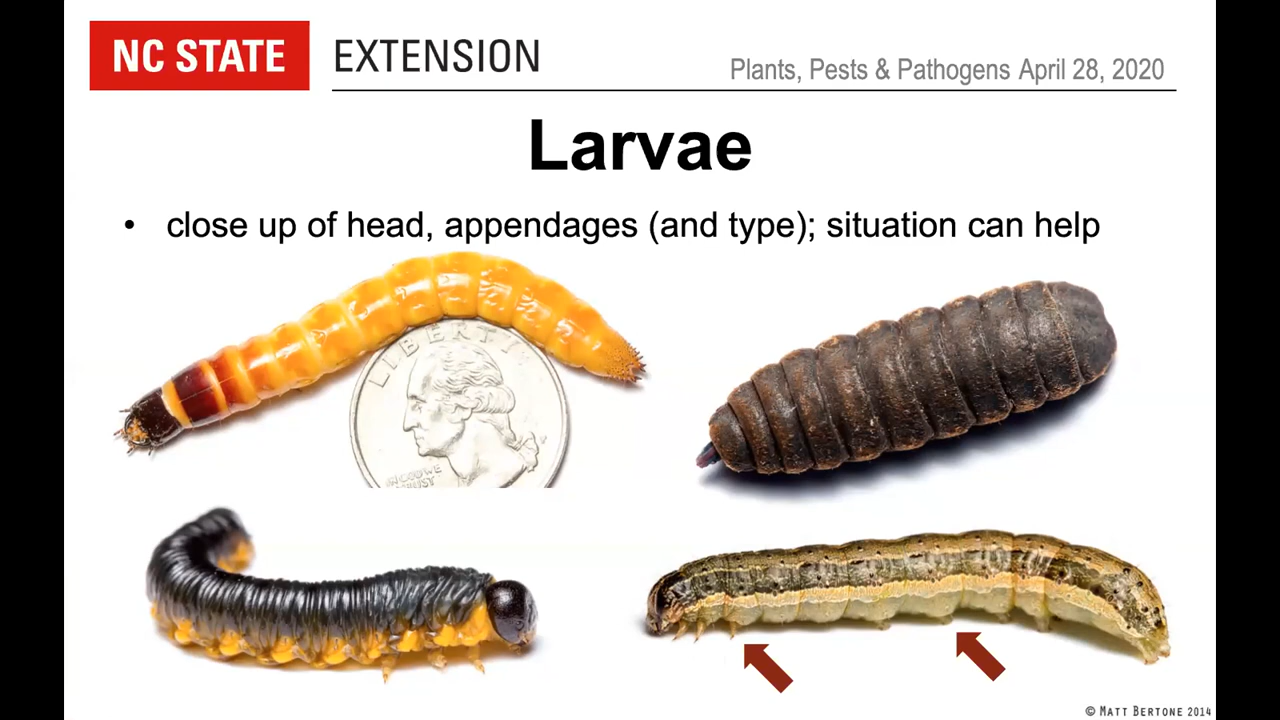 NC STATE EXTENSION
Plants, Pests & Pathogens April 28, 2020
Larvae
• close up of head, appendages (and type); situation can help
LIBERTY
© MATT BERTONE 2014